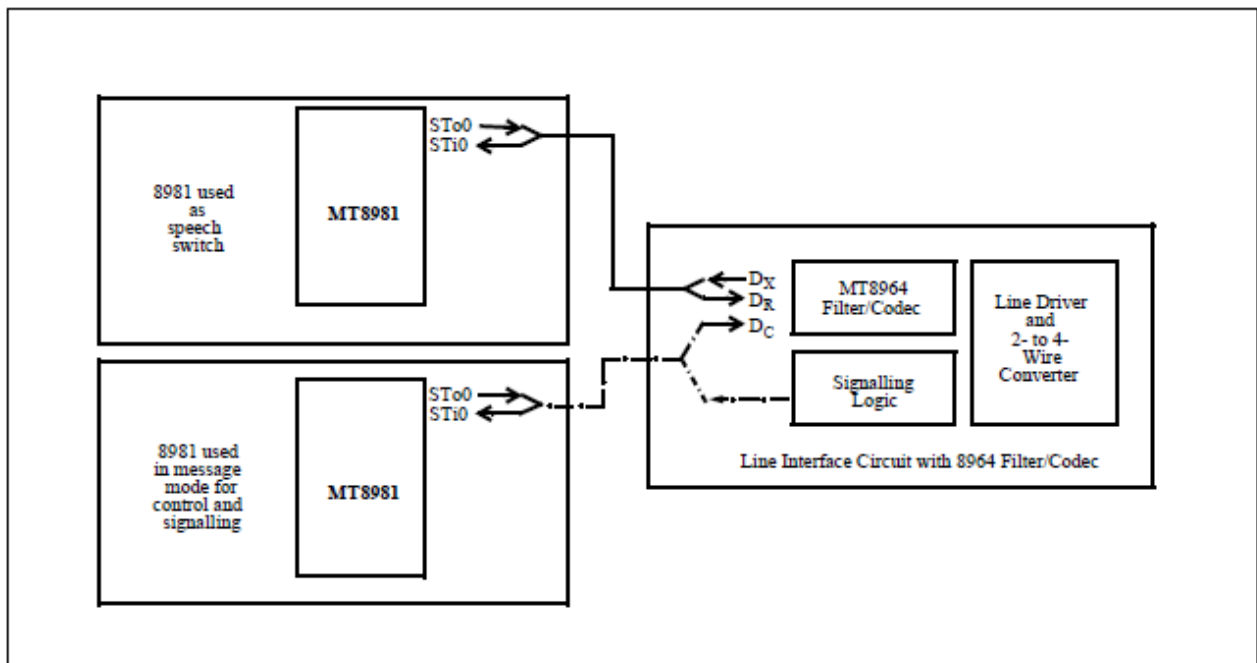 STo0
STi0
8981 used
as
speech
switch
MT8981
STo0
STi0
8981 used
in message
mode for
control and
signalling
MT8981
DX
DR
DC
MT8964
Filter/Codec
Signalling
Logic
Line Driver
and
2- to 4-
Wire
Converter
Line Interface Circuit with 8964 Filter/Codec